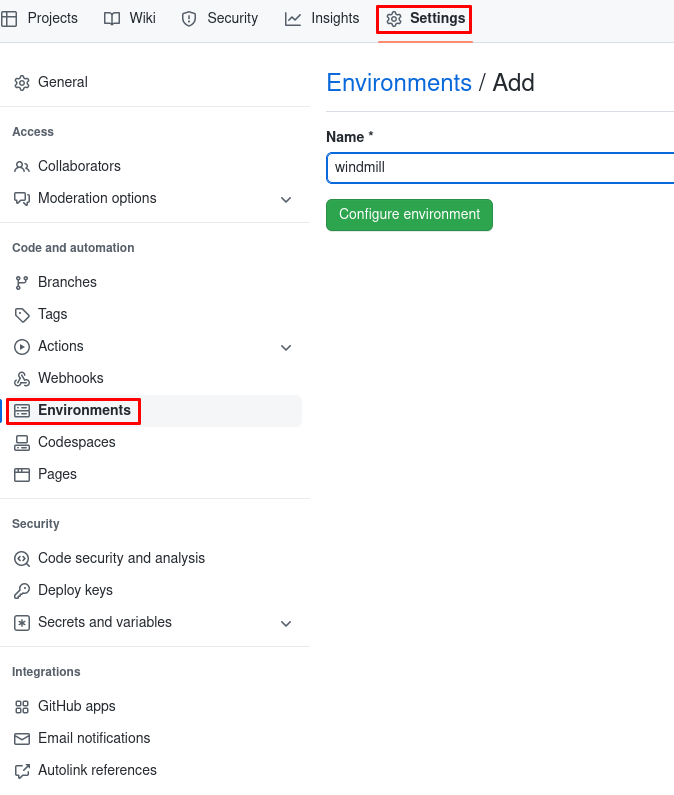 Projects Wiki Security Insights Settings
General
Access
Collaborators
Moderation options
Code and automation
Branches
Tags
Actions
Webhooks
Environments
Codespaces
Pages
Security
Code security and analysis
Deploy keys
Secrets and variables
Integrations
GitHub apps
Email notifications
Autolink references
Environments / Add
Name *
windmill
Configure environment